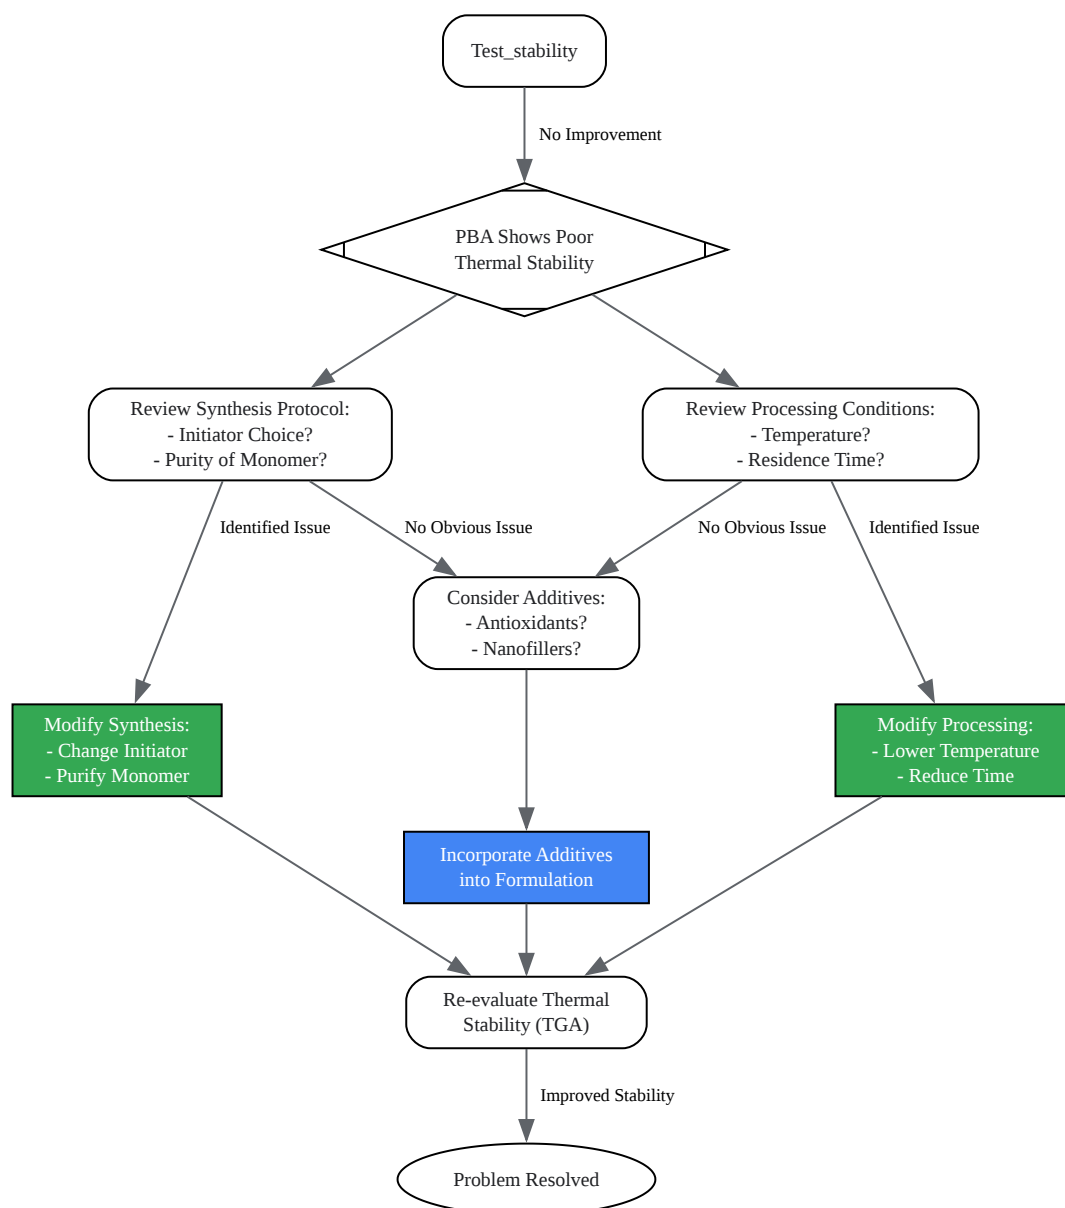 Test_stability
No Improvement
PBA Shows Poor
Thermal Stability
Review Synthesis Protocol:
- Initiator Choice?
- Purity of Monomer?
Review Processing Conditions:
- Temperature?
- Residence Time?
Identified Issue
No Obvious Issue
No Obvious Issue
Identified Issue
Consider Additives:
- Antioxidants?
- Nanofillers?
Modify Synthesis:
- Change Initiator
- Purify Monomer
Modify Processing:
- Lower Temperature
- Reduce Time
Incorporate Additives
into Formulation
Re-evaluate Thermal
Stability (TGA)
Improved Stability
Problem Resolved